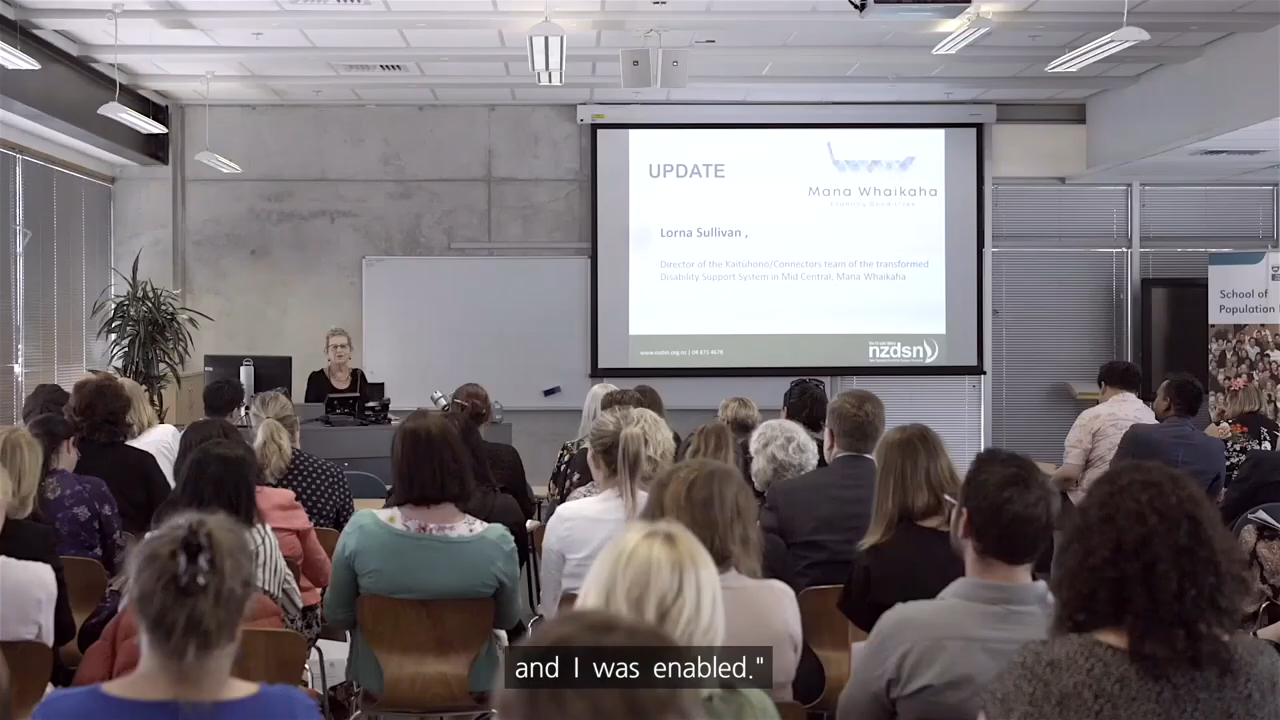 UPDATE
Mana Whaikaha
Lorna Sullivan ,
Director of the Kaitūhono/Connectors team of the transformed
Disability Support System in Mid Central, Mana Whaikaha
nzdsn
School of
Population
and I was enabled."